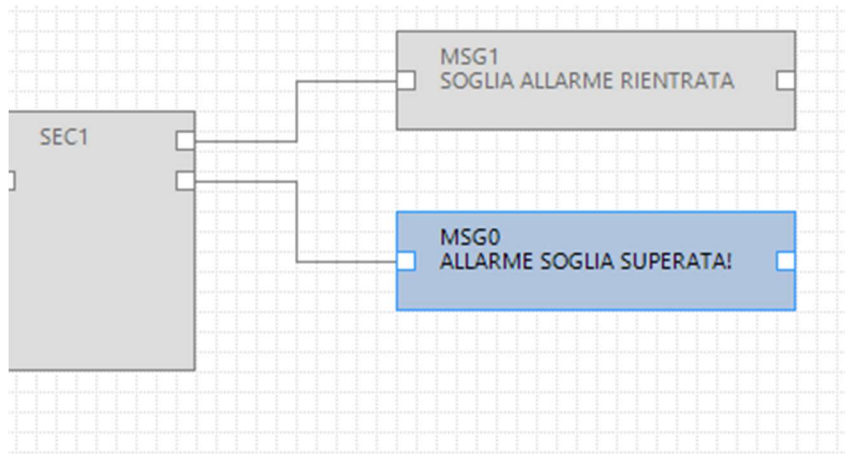 MSG1
SOGLIA ALLARME RIENTRATA
SEC1
MSG0
ALLARME SOGLIA SUPERATA!